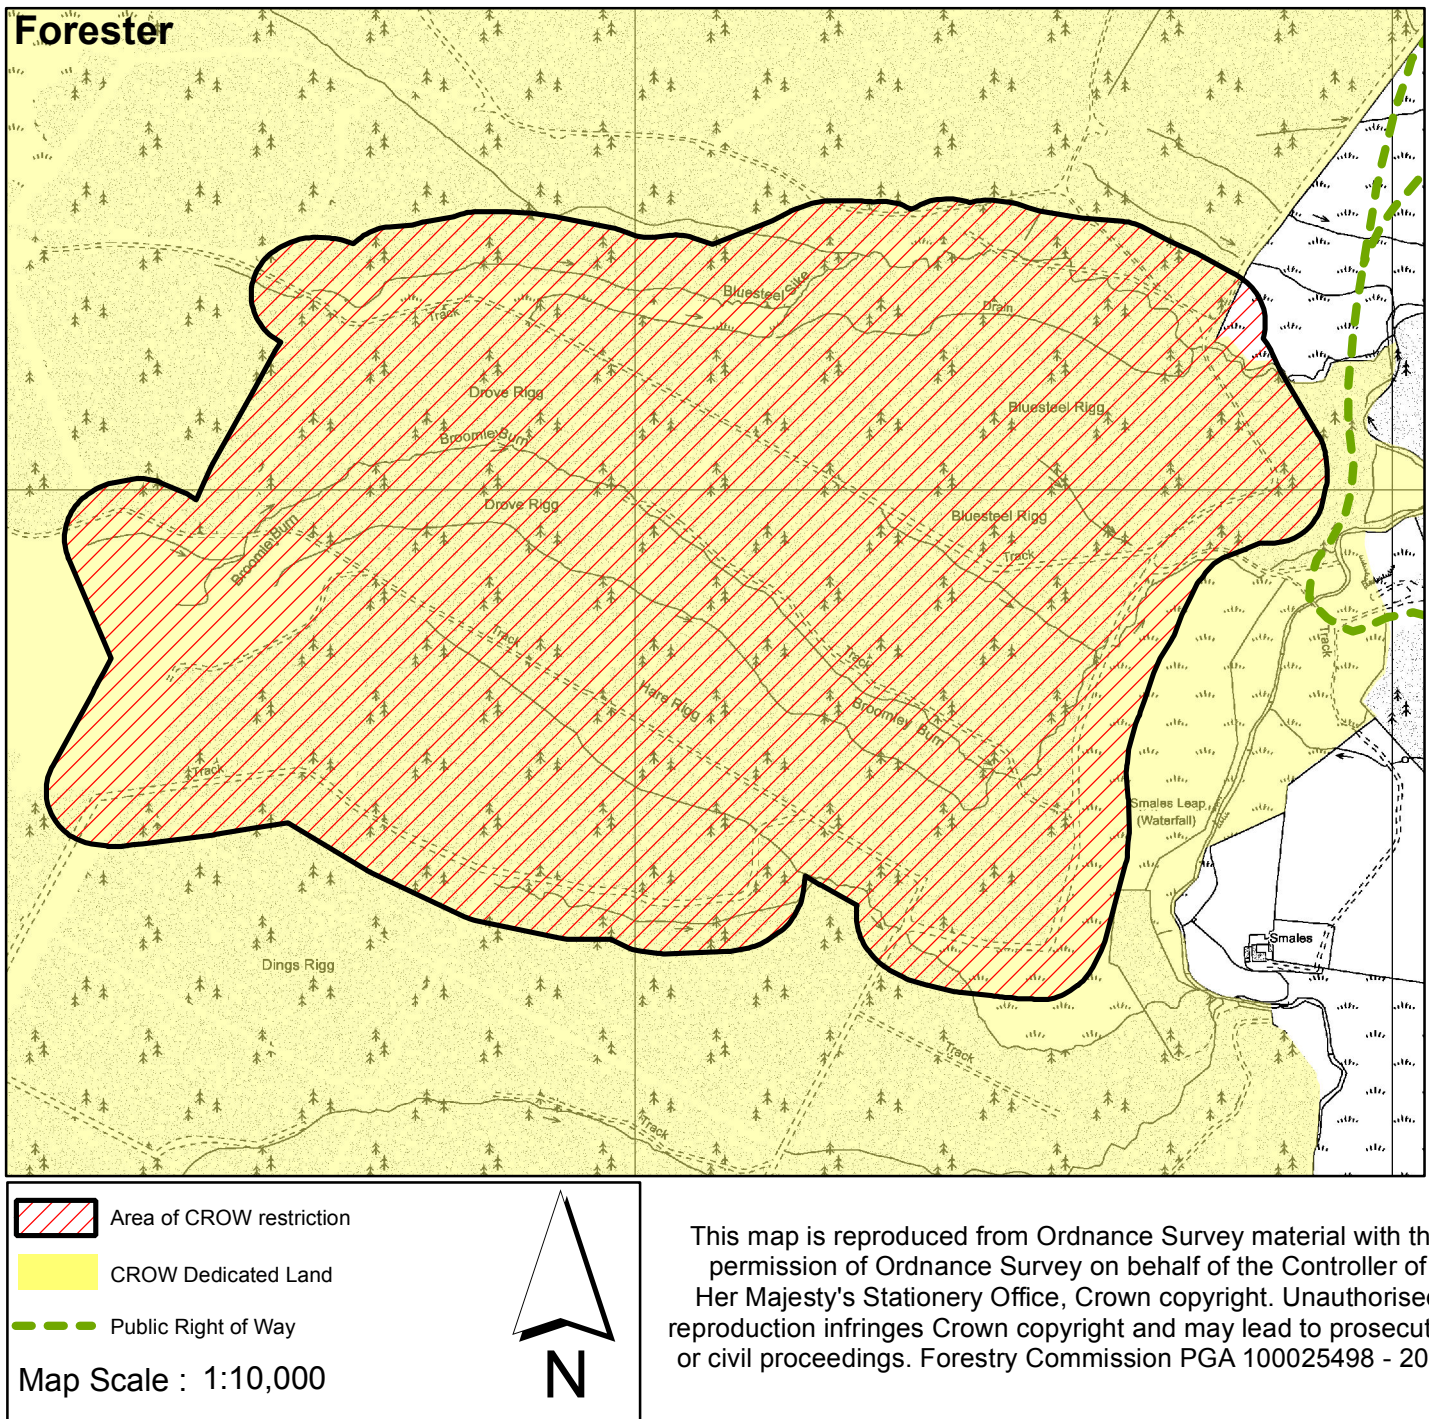 Forester
Bluesteel Sike
Track
Drain
Drove Rigg
Bluesteel Rigg
Broomley Burn
Drove Rigg
Bluesteel Rigg
Broomley Burn
Track
Track
Track
Track
Hare Rigg
Broomley Burn
Track
Smales Leap
(Waterfall)
Smales
Dings Rigg
Track
Track
Area of CROW restriction
CROW Dedicated Land
Public Right of Way
Map Scale : 1:10,000
N
This map is reproduced from Ordnance Survey material with th
permission of Ordnance Survey on behalf of the Controller of
Her Majesty's Stationery Office, Crown copyright. Unauthorised
reproduction infringes Crown copyright and may lead to prosecut
or civil proceedings. Forestry Commission PGA 100025498 - 20